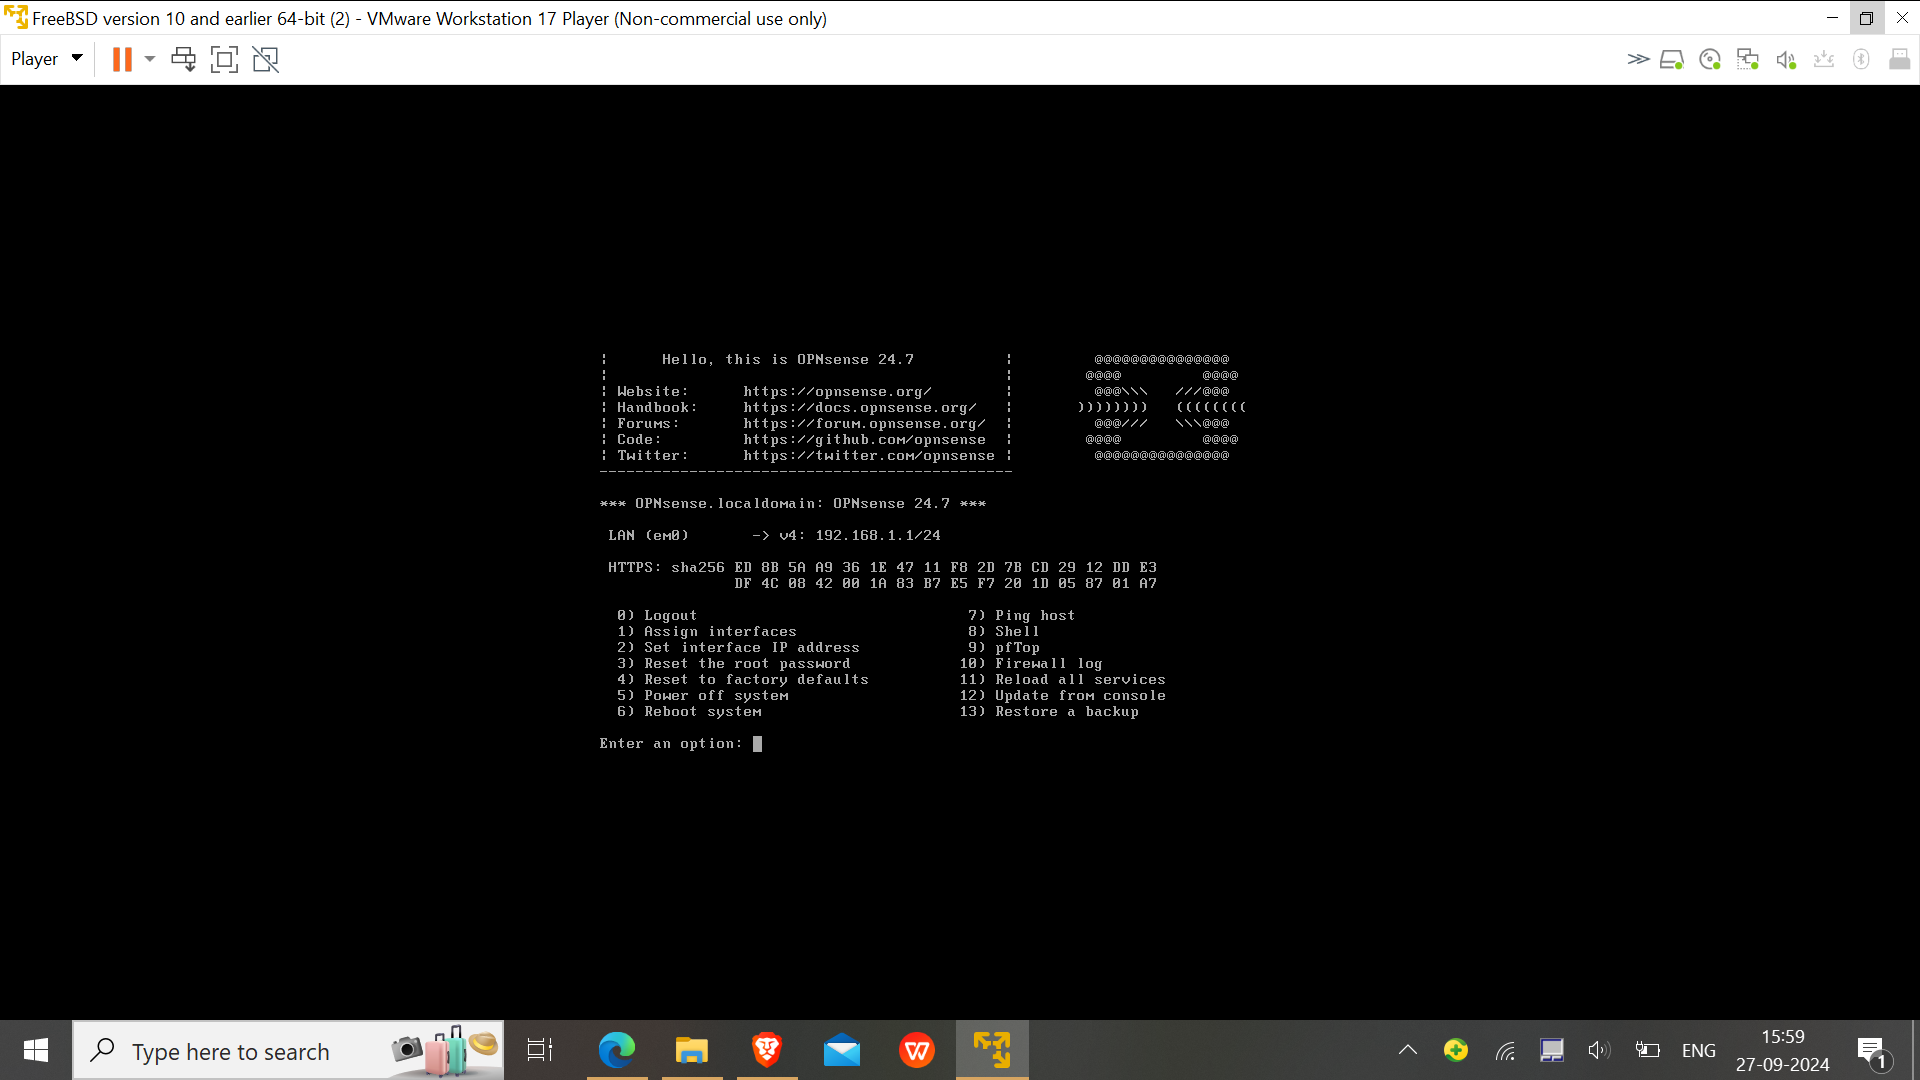 FreeBSD version 10 and earlier 64-bit (2) - VMware Workstation 17 Player (Non-commercial use only)
Player
Hello, this is OPNsense 24.7
Website: https://opnsense.org/
Handbook: https://docs.opnsense.org/
Forums: https://forum.opnsense.org/
Code: https://github.com/opnsense
Twitter: https://twitter.com/opnsense
@@@@@@@@@@@@@@@
@@@@ @@@@
@@@\\\ ///@@@
)))))))) ((((((((
@@@/// \\\@@@
@@@@ @@@@
@@@@@@@@@@@@@@@
*** OPNsense.localdomain: OPNsense 24.7 ***
LAN (em0) -> v4: 192.168.1.1/24
HTTPS: sha256 ED 8B 5A A9 36 1E 47 11 F8 2D 7B CD 29 12 DD E3
DF 4C 08 42 00 1A 83 B7 E5 F7 20 1D 05 87 01 A7
0) Logout 7) Ping host
1) Assign interfaces 8) Shell
2) Set interface IP address 9) pfTop
3) Reset the root password 10) Firewall log
4) Reset to factory defaults 11) Reload all services
5) Power off system 12) Update from console
6) Reboot system 13) Restore a backup
Enter an option:
Type here to search
ENG
15:59
27-09-2024
1